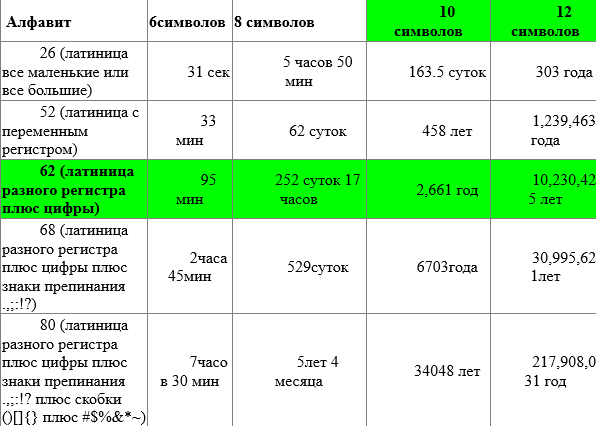 Алфавит 6символов 8 символов 10 символов 12 символов
26 (латиница все маленькие или все большие) 31 сек 5 часов 50 мин 163.5 суток 303 года
52 (латиница с переменным регистром) 33 мин 62 суток 458 лет 1,239,463 года
62 (латиница разного регистра плюс цифры) 95 мин 252 суток 17 часов 2,661 год 10,230,425 лет
68 (латиница разного регистра плюс цифры плюс знаки препинания .,;:!?) 2часа 45мин 529суток 6703года 30,995,621лет
80 (латиница разного регистра плюс цифры плюс знаки препинания .,;:!? плюс скобки ()[]{} плюс #$%&*~) 7часов 30 мин 5лет 4 месяца 34048 лет 217,908,031 год